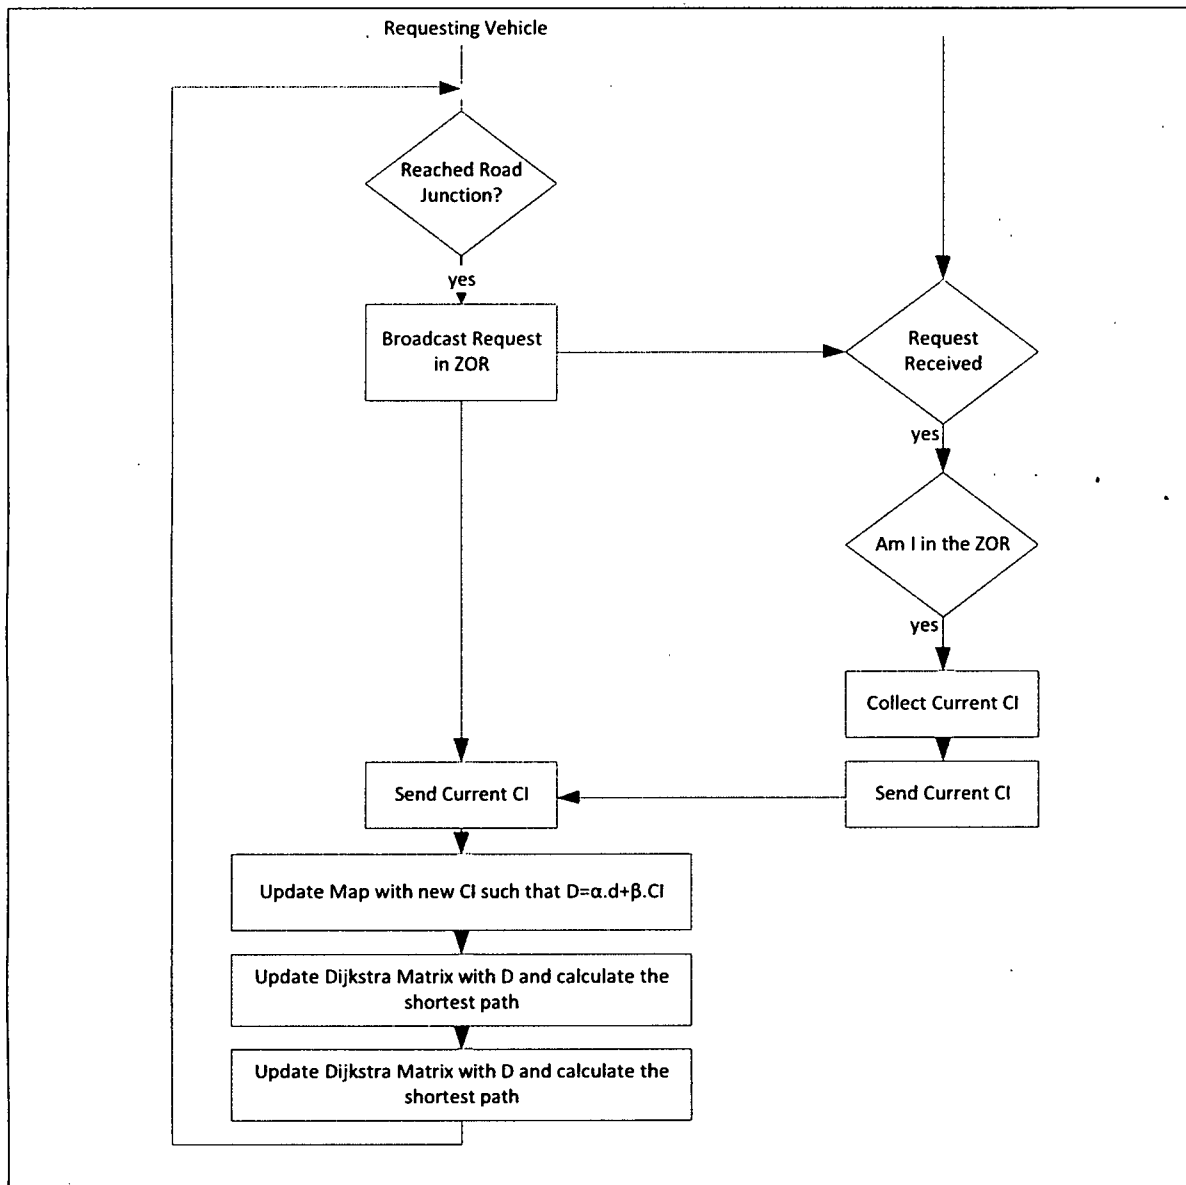 Requesting Vehicle
Reached Road
Junction?
yes
Broadcast Request
in ZOR
Request
Received
yes
Am I in the ZOR
yes
Collect Current CI
Send Current CI
Send Current CI
Update Map with new CI such that D=α.d+β.CI
Update Dijkstra Matrix with D and calculate the
shortest path
Update Dijkstra Matrix with D and calculate the
shortest path